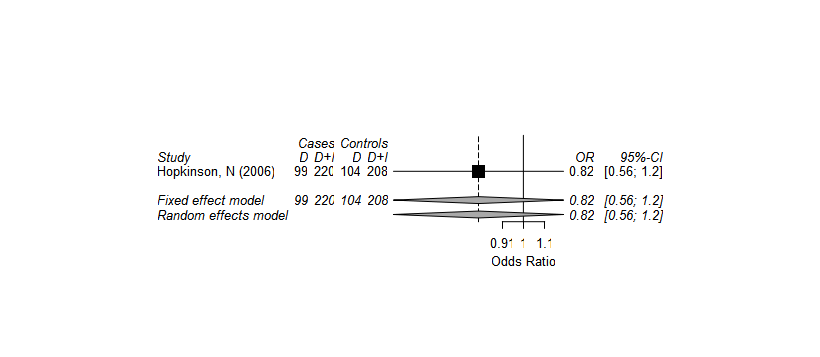 Cases Controls
Study D D+I D D+I OR 95%-CI
Hopkinson, N (2006) 99 220 104 208 0.82 [0.56; 1.2]
Fixed effect model 99 220 104 208 0.82 [0.56; 1.2]
Random effects model 0.82 [0.56; 1.2]
0.91 1 1.1
Odds Ratio